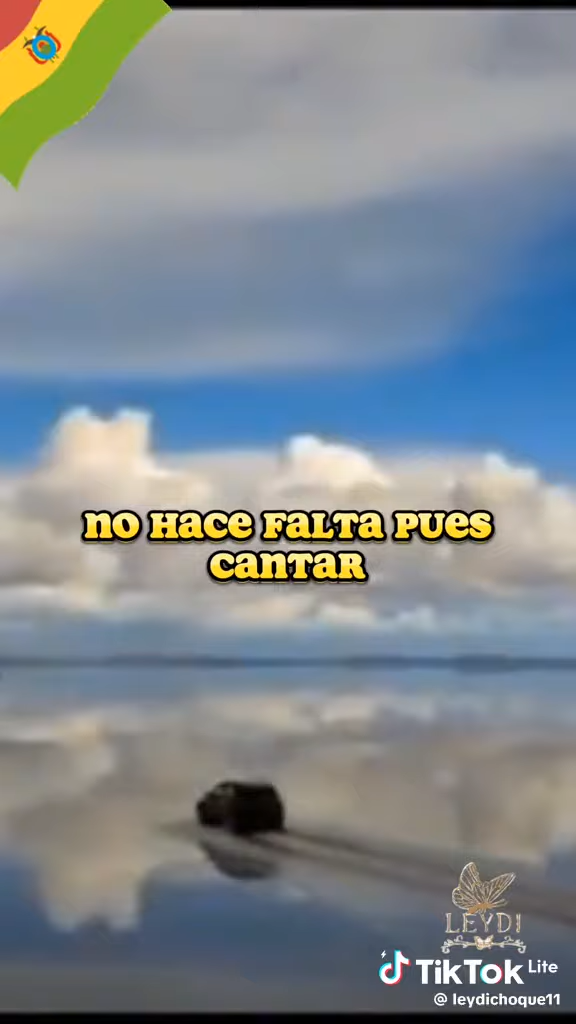 NO HACE FALTA PUES
CANTAR
LEYDI
TikTok Lite
@ leydichoque11